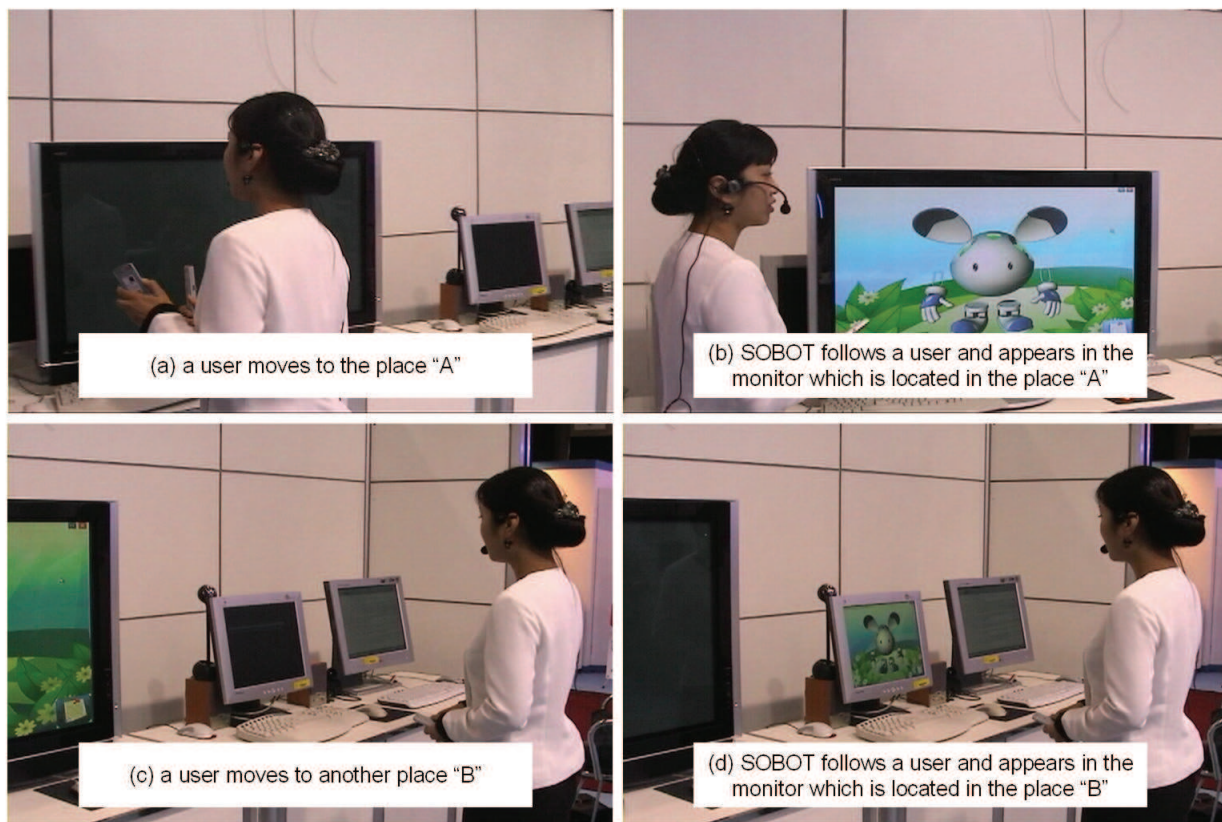 (a) a user moves to the place “A”
(b) SOBOT follows a user and appears in the
monitor which is located in the place “A”
(c) a user moves to another place “B”
(d) SOBOT follows a user and appears in the
monitor which is located in the place “B”